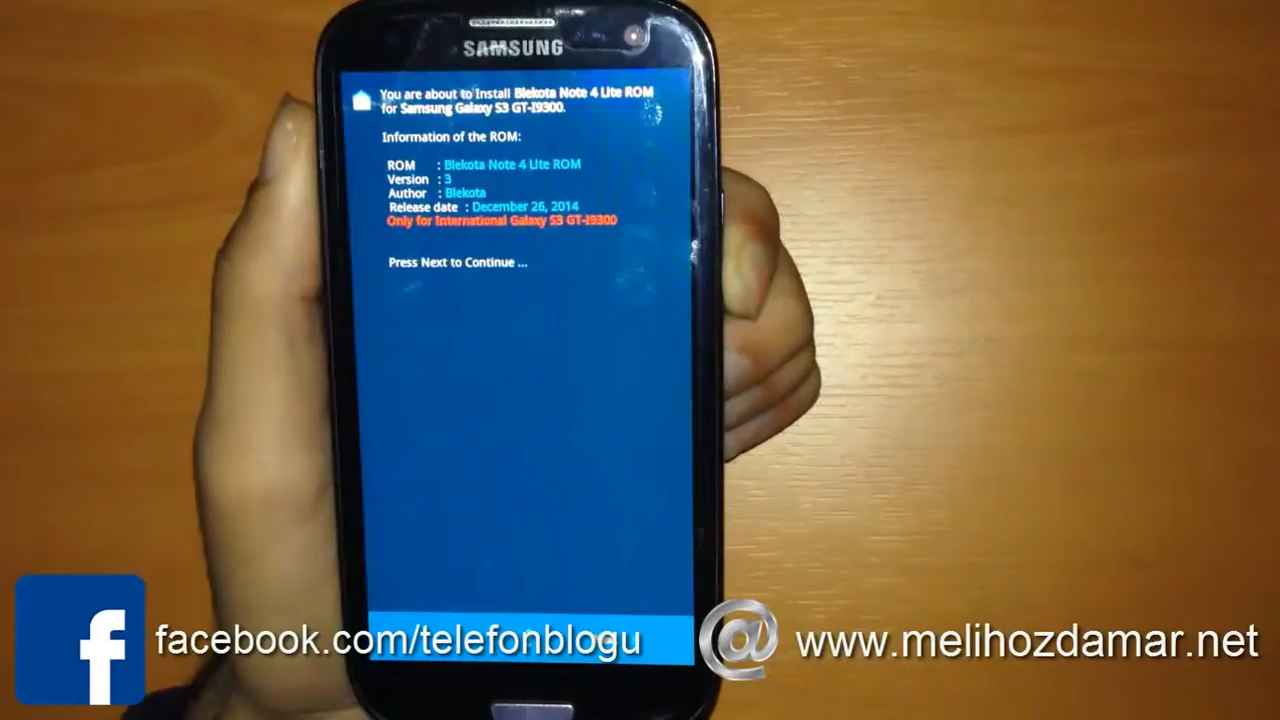 SAMSUNG
You are about to Install Blekota Note 4 Lite ROM
for Samsung Galaxy S3 GT-I9300.
Information of the ROM:
ROM : Blekota Note 4 Lite ROM
Version : 3
Author : Blekota
Release date : December 26, 2014
Only for International Galaxy S3 GT-I9300
Press Next to Continue ...
facebook.com/telefonblogu
www.melihozdamar.net